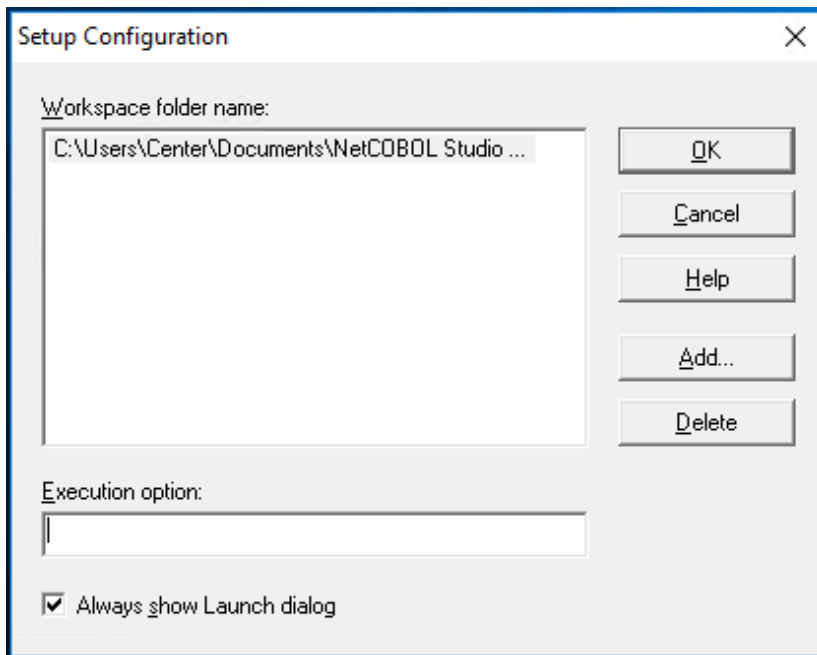 Setup Configuration
Workspace folder name:
C:\Users\Center\Documents\NetCOBOL Studio ...
OK
Cancel
Help
Add...
Delete
Execution option:
Always show Launch dialog